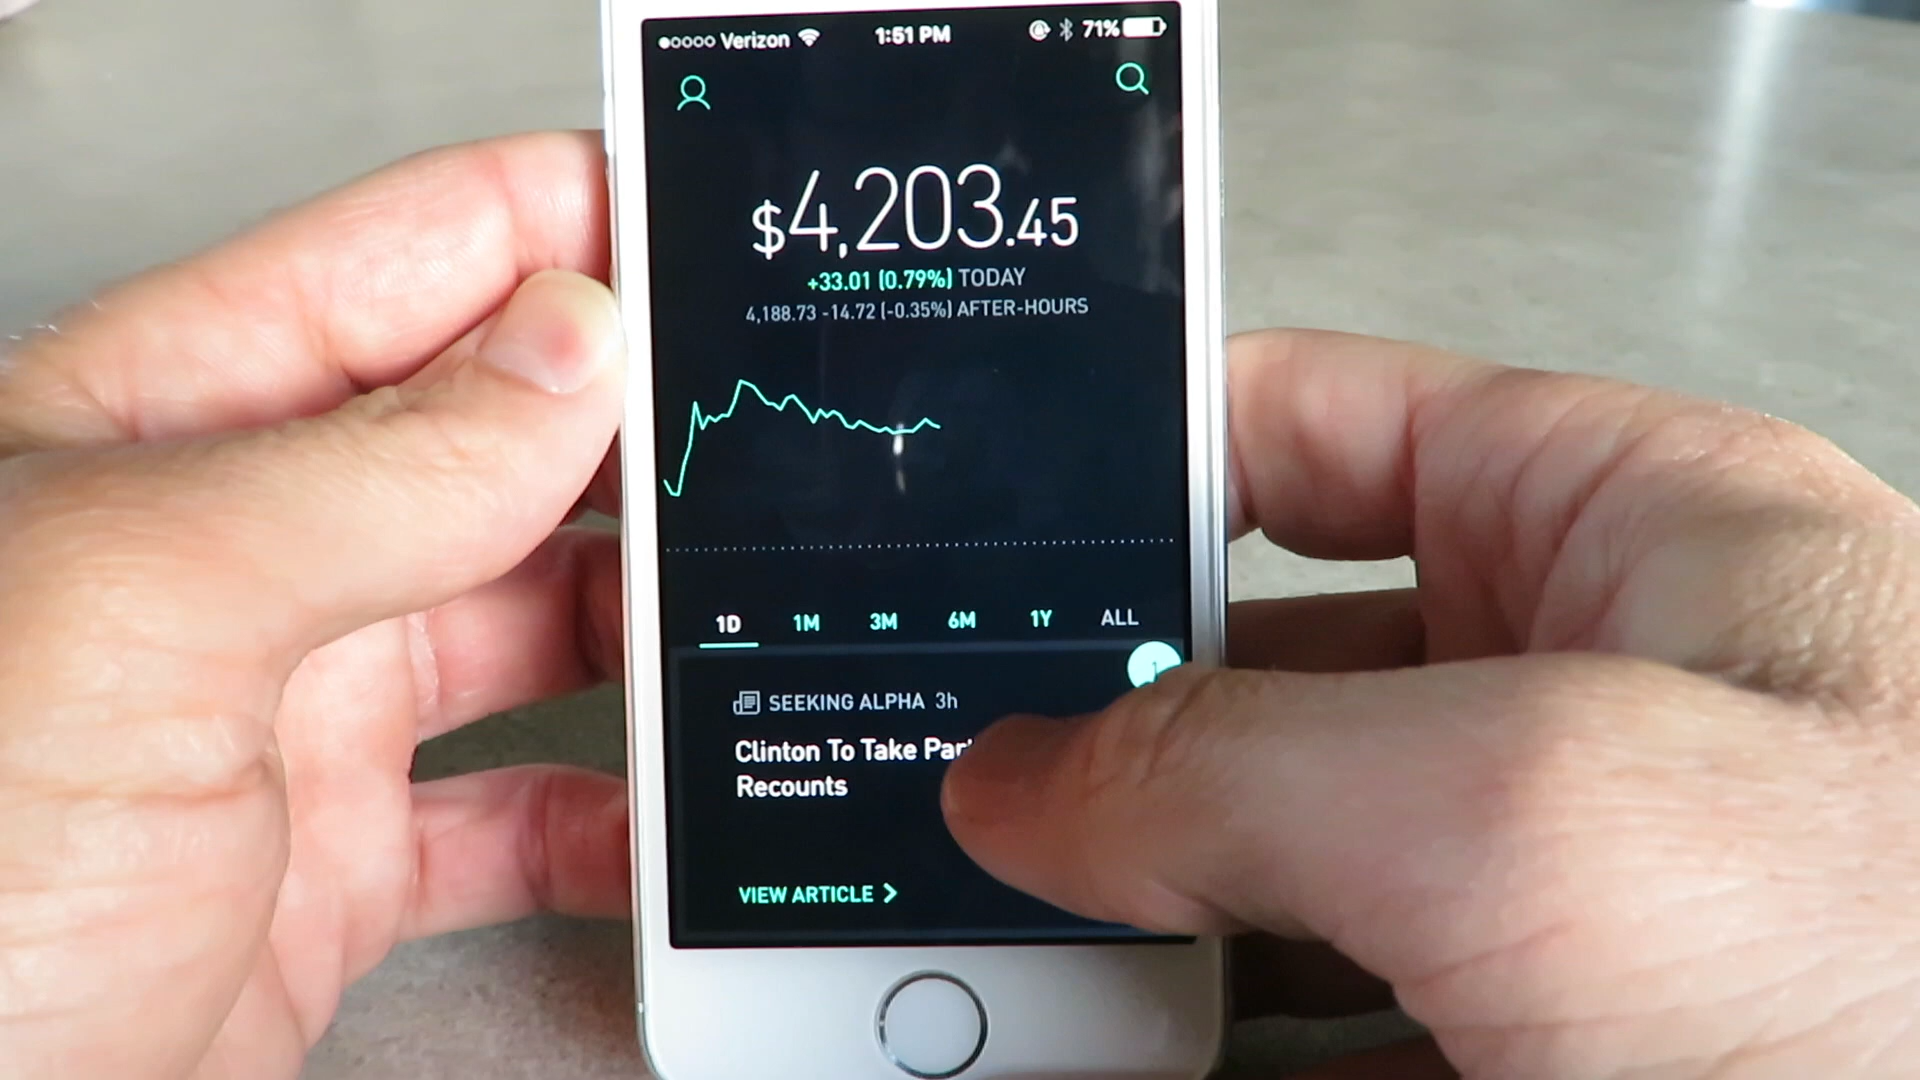 Verizon 1:51 PM 71%
$4,203.45
+33.01 (0.79%) TODAY
4,188.73 -14.72 (-0.35%) AFTER-HOURS
1D 1M 3M 6M 1Y ALL
SEEKING ALPHA 3h
Clinton To Take
Recounts
VIEW ARTICLE >